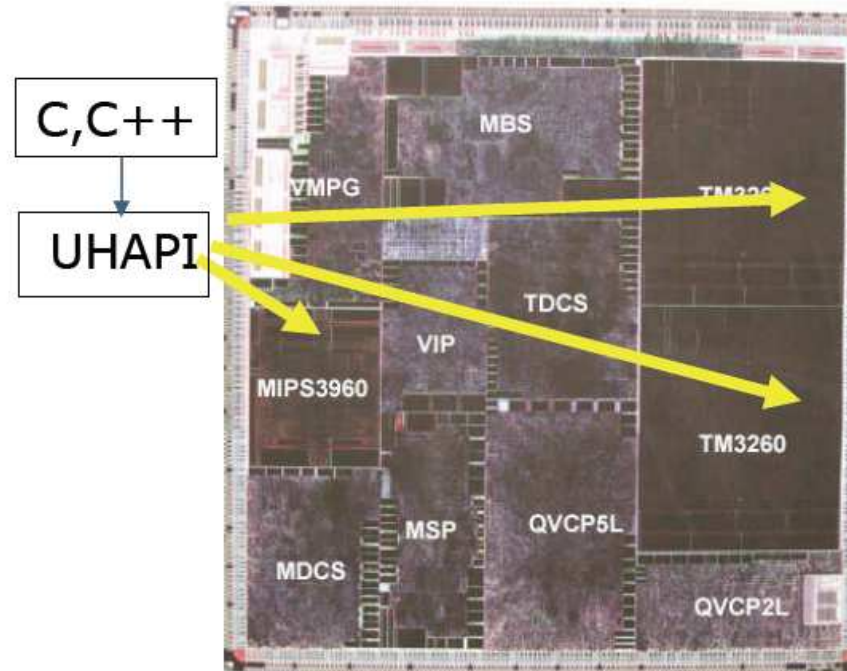 C,C++
UHAPI
MBS
VMPG
TDCS
VIP
MIPS3960
TM3260
MSP
QVCP5L
MDCS
QVCP2L